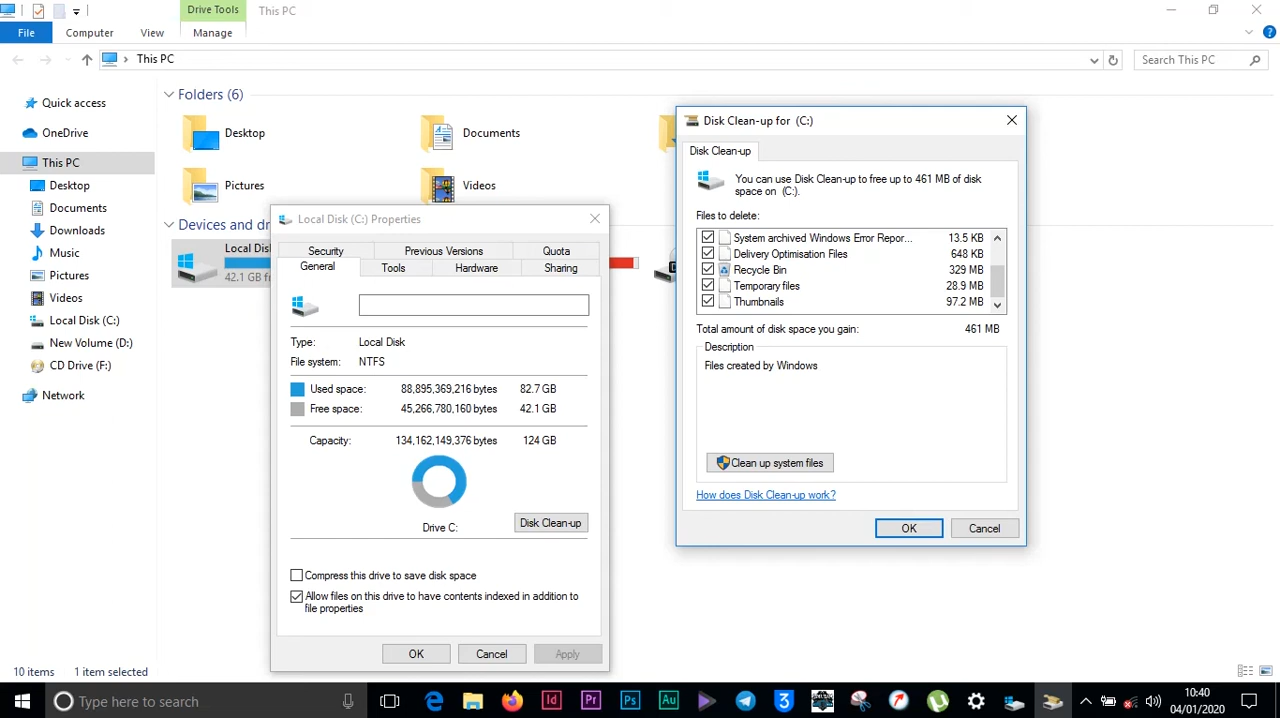 Drive Tools
This PC
File
Computer
View
Manage
This PC
Search This PC
Quick access
OneDrive
This PC
Desktop
Documents
Downloads
Music
Pictures
Videos
Local Disk (C:)
New Volume (D:)
CD Drive (F:)
Network
Folders (6)
Desktop
Documents
Pictures
Videos
Devices and dr
Local Dis
42.1 GB fr
Local Disk (C:) Properties
Security
Previous Versions
Quota
General
Tools
Hardware
Sharing
Type: Local Disk
File system: NTFS
Used space: 88,895,369,216 bytes 82.7 GB
Free space: 45,266,780,160 bytes 42.1 GB
Capacity: 134,162,149,376 bytes 124 GB
Drive C:
Disk Clean-up
Compress this drive to save disk space
Allow files on this drive to have contents indexed in addition to
file properties
OK
Cancel
Apply
Disk Clean-up for (C:)
Disk Clean-up
You can use Disk Clean-up to free up to 461 MB of disk
space on (C:).
Files to delete:
System archived Windows Error Repor... 13.5 KB
Delivery Optimisation Files 648 KB
Recycle Bin 329 MB
Temporary files 28.9 MB
Thumbnails 97.2 MB
Total amount of disk space you gain: 461 MB
Description
Files created by Windows
Clean up system files
How does Disk Clean-up work?
OK
Cancel
10 items
1 item selected
Type here to search
Id
Pr
Ps
Au
10:40
04/01/2020